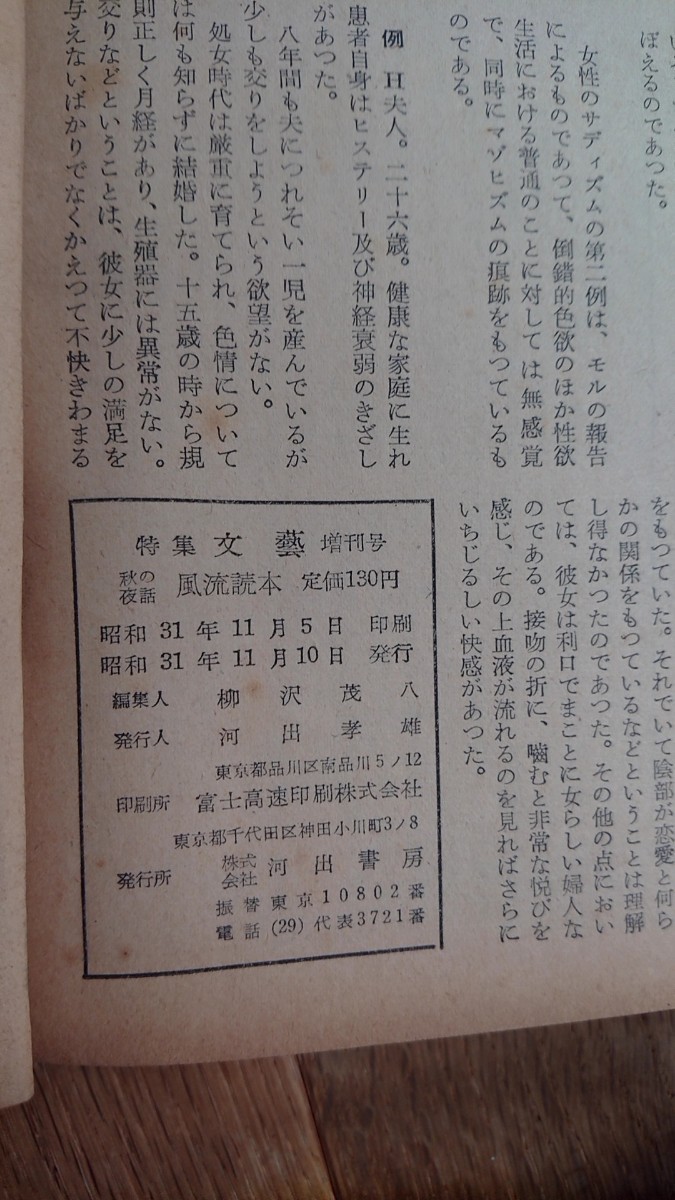 ぼえるのであつた。
女性のサディズムの第二例は、モルの報告
によるものであつて、倒錯的色欲のほか性欲
生活における普通のことに対しては無感覚
で、同時にマゾヒズムの痕跡をもつているも
のである。
例　H夫人。二十六歳。健康な家庭に生れ
患者自身はヒステリー及び神経衰弱のきざし
があつた。
八年間も夫につれそい一児を産んでいるが
少しも交りをしようという欲望がない。
処女時代は厳重に育てられ、色情について
は何も知らずに結婚した。十五歳の時から規
則正しく月経があり、生殖器には異常がない。
交りなどということは、彼女に少しの満足を
与えないばかりでなくかえつて不快きわまる
をもつていた。それでいて陰部が恋愛と何ら
かの関係をもつているなどということは理解
し得なかつたのであつた。その他の点におい
ては、彼女は利口でまことに女らしい婦人な
のである。接吻の折に、嚙むと非常な悦びを
感じ、その上血液が流れるのを見ればさらに
いちじるしい快感があつた。
特集 文藝 増刊号
秋の夜話 風流読本 定価130円
昭和31年11月5日 印刷
昭和31年11月10日 発行
編集人 柳沢茂八
発行人 河出孝雄
東京都品川区南品川5ノ12
印刷所 富士高速印刷株式会社
東京都千代田区神田小川町3ノ8
発行所 株式会社 河出書房
振替東京10802番
電話(29)代表3721番